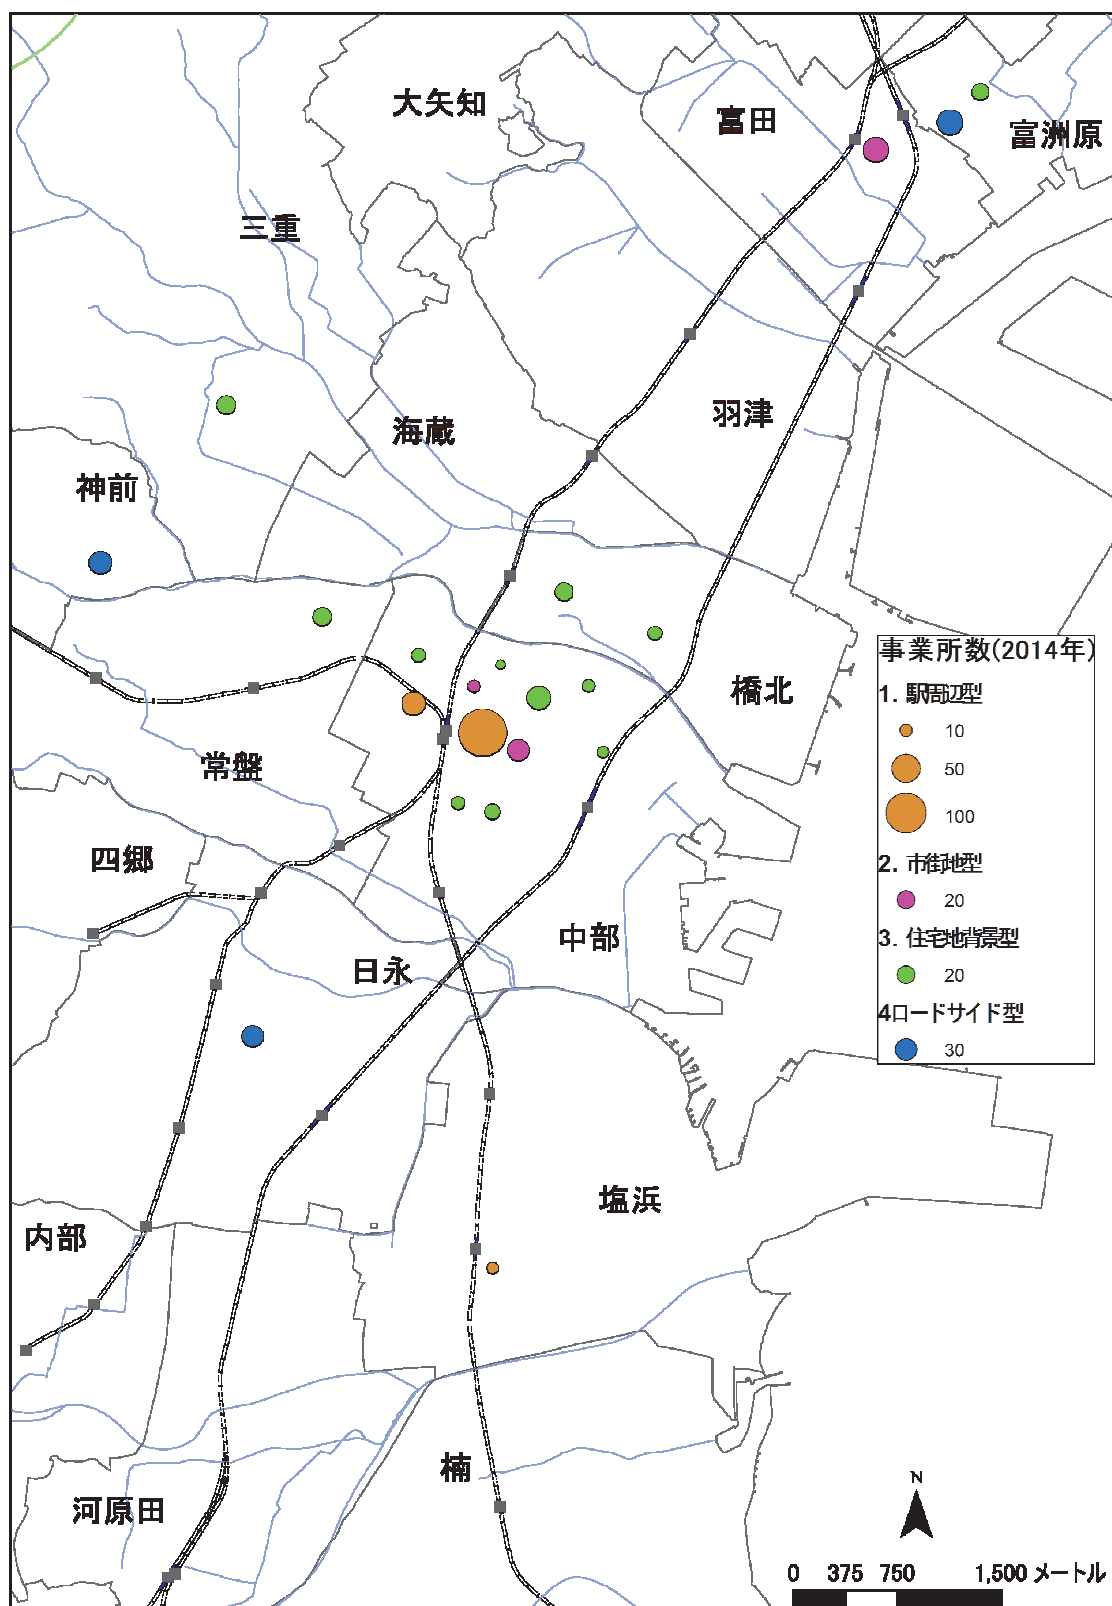 大矢知
富田
富洲原
三重
羽津
海蔵
神前
事業所数(2014年)
1. 駅周辺型
10
50
100
2. 市街地型
20
3. 住宅地背景型
20
4ロードサイド型
30
橋北
常盤
四郷
中部
日永
塩浜
内部
楠
河原田
N
0 375 750 1,500 メートル